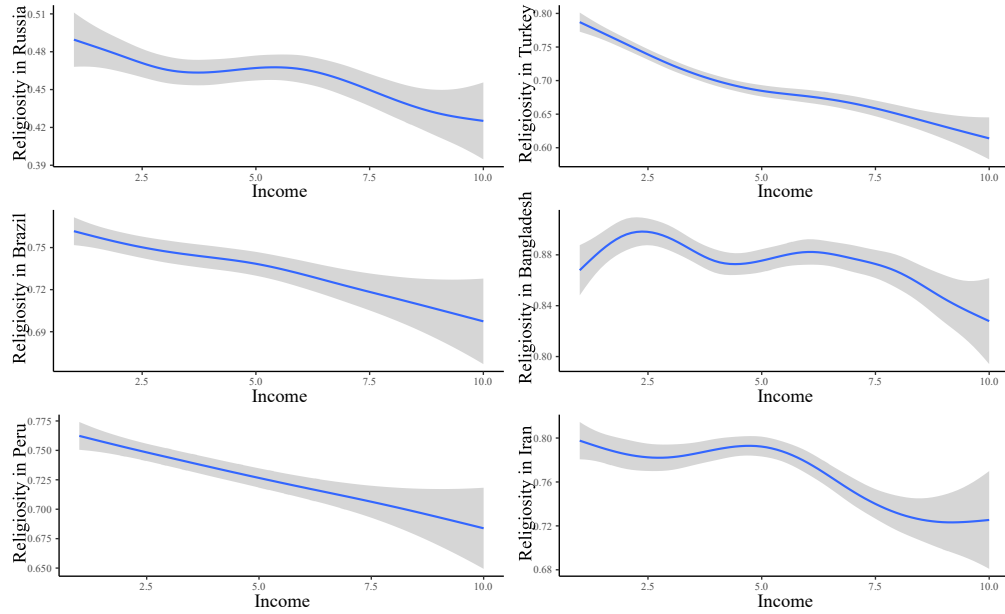 Religiosity in Russia
0.51
0.48
0.45
0.42
0.39
2.5 5.0 7.5 10.0
Income
Religiosity in Turkey
0.80
0.75
0.70
0.65
0.60
2.5 5.0 7.5 10.0
Income
Religiosity in Brazil
0.75
0.72
0.69
2.5 5.0 7.5 10.0
Income
Religiosity in Bangladesh
0.88
0.84
0.80
2.5 5.0 7.5 10.0
Income
Religiosity in Peru
0.775
0.750
0.725
0.700
0.675
0.650
2.5 5.0 7.5 10.0
Income
Religiosity in Iran
0.80
0.76
0.72
0.68
2.5 5.0 7.5 10.0
Income